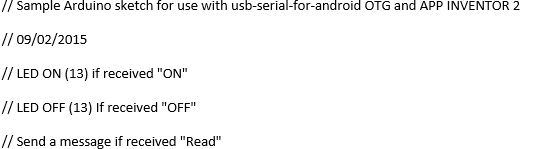 // Sample Arduino sketch for use with usb-serial-for-android OTG and APP INVENTOR 2
// 09/02/2015
// LED ON (13) if received "ON"
// LED OFF (13) If received "OFF"
// Send a message if received "Read"